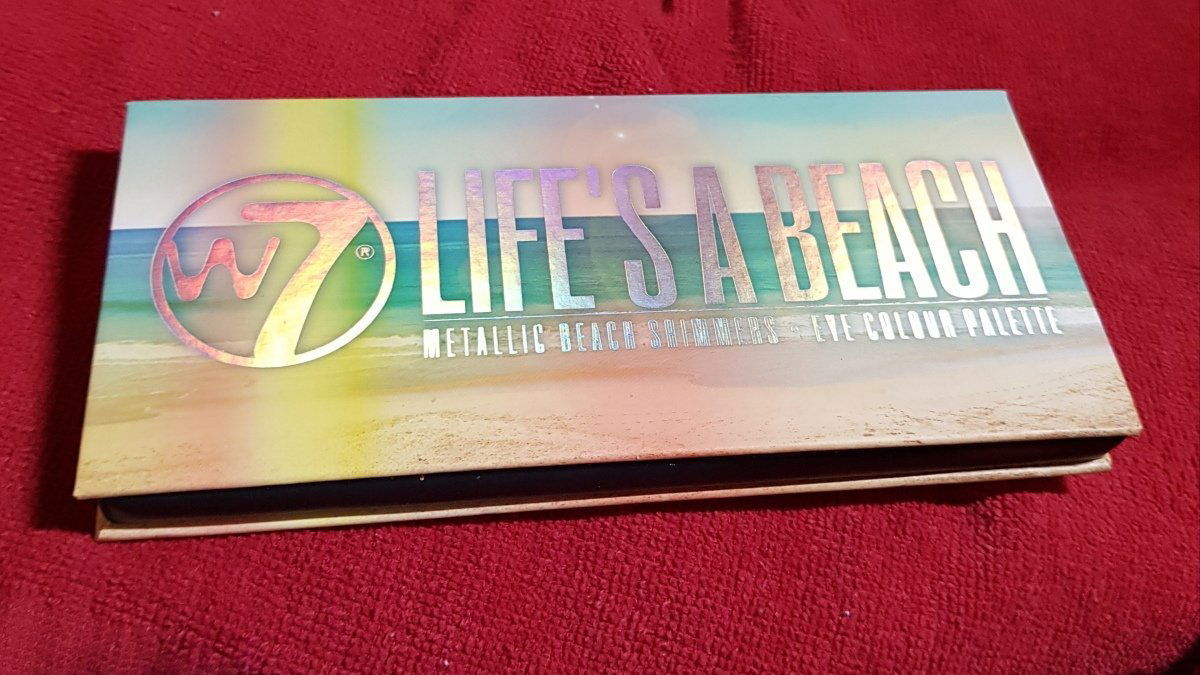 W7®
LIFE'S A BEACH
METALLIC BEACH SHIMMERS - EYE COLOUR PALETTE